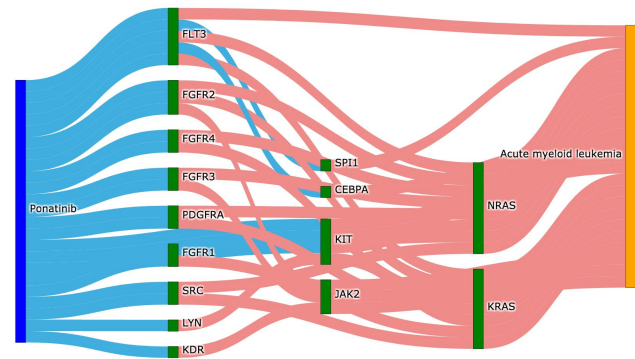 Ponatinib
FLT3
FGFR2
FGFR4
FGFR3
PDGFRA
FGFR1
SRC
LYN
KDR
SPI1
CEBPA
KIT
JAK2
NRAS
KRAS
Acute myeloid leukemia